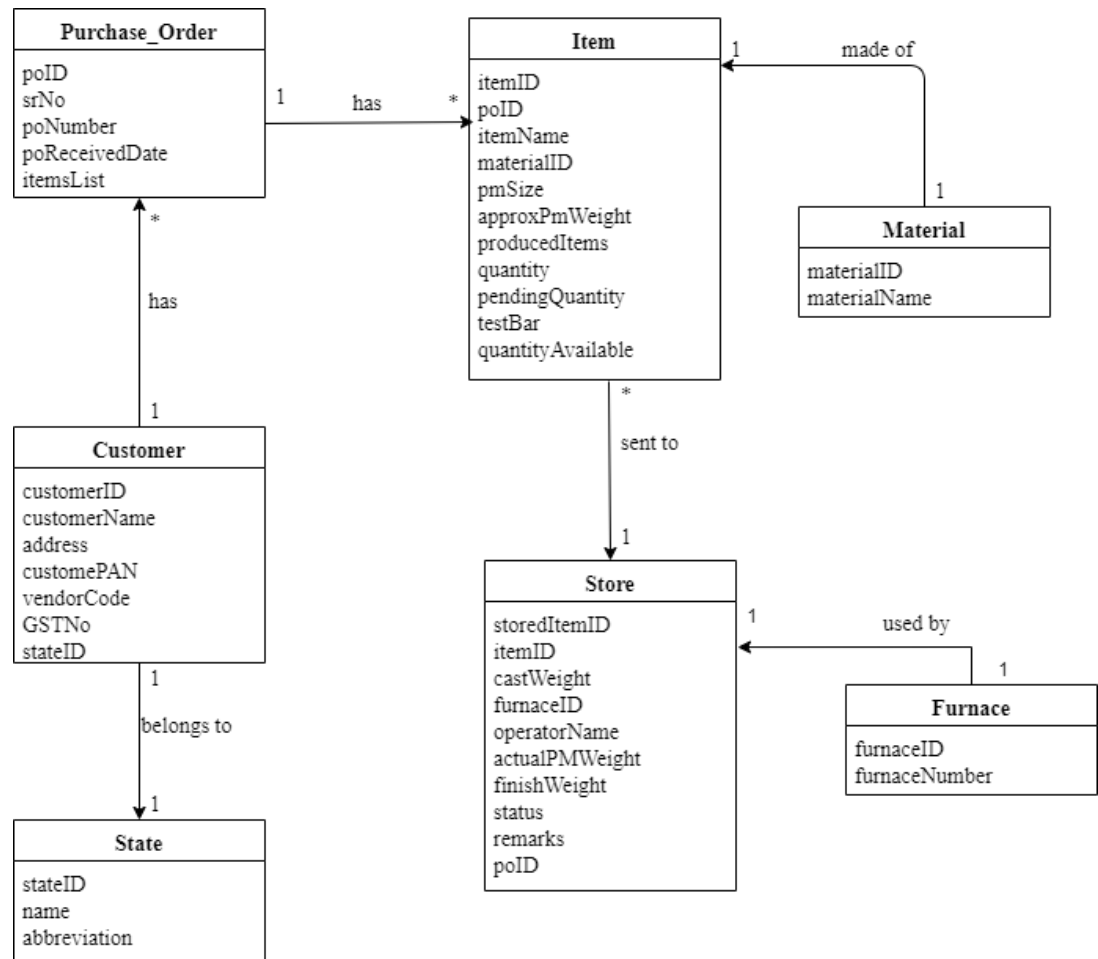 Purchase_Order
poID
srNo
poNumber
poReceivedDate
itemsList
1
has
*
Item
itemID
poID
itemName
materialID
pmSize
approxPmWeight
producedItems
quantity
pendingQuantity
testBar
quantityAvailable
1
made of
1
Material
materialID
materialName
*
has
1
Customer
customerID
customerName
address
customePAN
vendorCode
GSTNo
stateID
1
belongs to
1
State
stateID
name
abbreviation
*
sent to
1
Store
storedItemID
itemID
castWeight
furnaceID
operatorName
actualPMWeight
finishWeight
status
remarks
poID
1
used by
1
Furnace
furnaceID
furnaceNumber